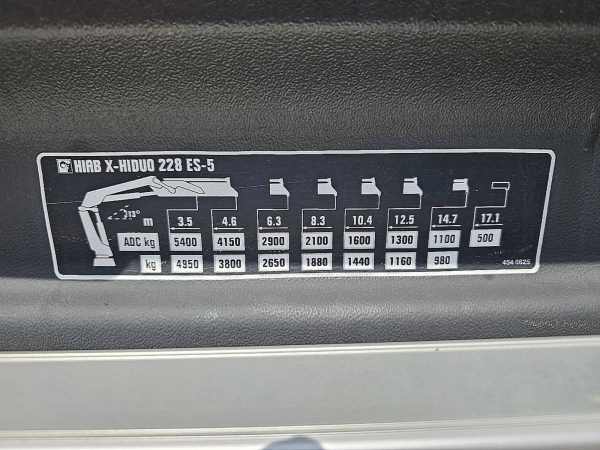 HIAB X-HIDUO 228 ES-5
13°
m 3.5 4.6 6.3 8.3 10.4 12.5 14.7 17.1
ADC kg 5400 4150 2900 2100 1600 1300 1100 500
kg 4950 3800 2650 1880 1440 1160 980
454 6625